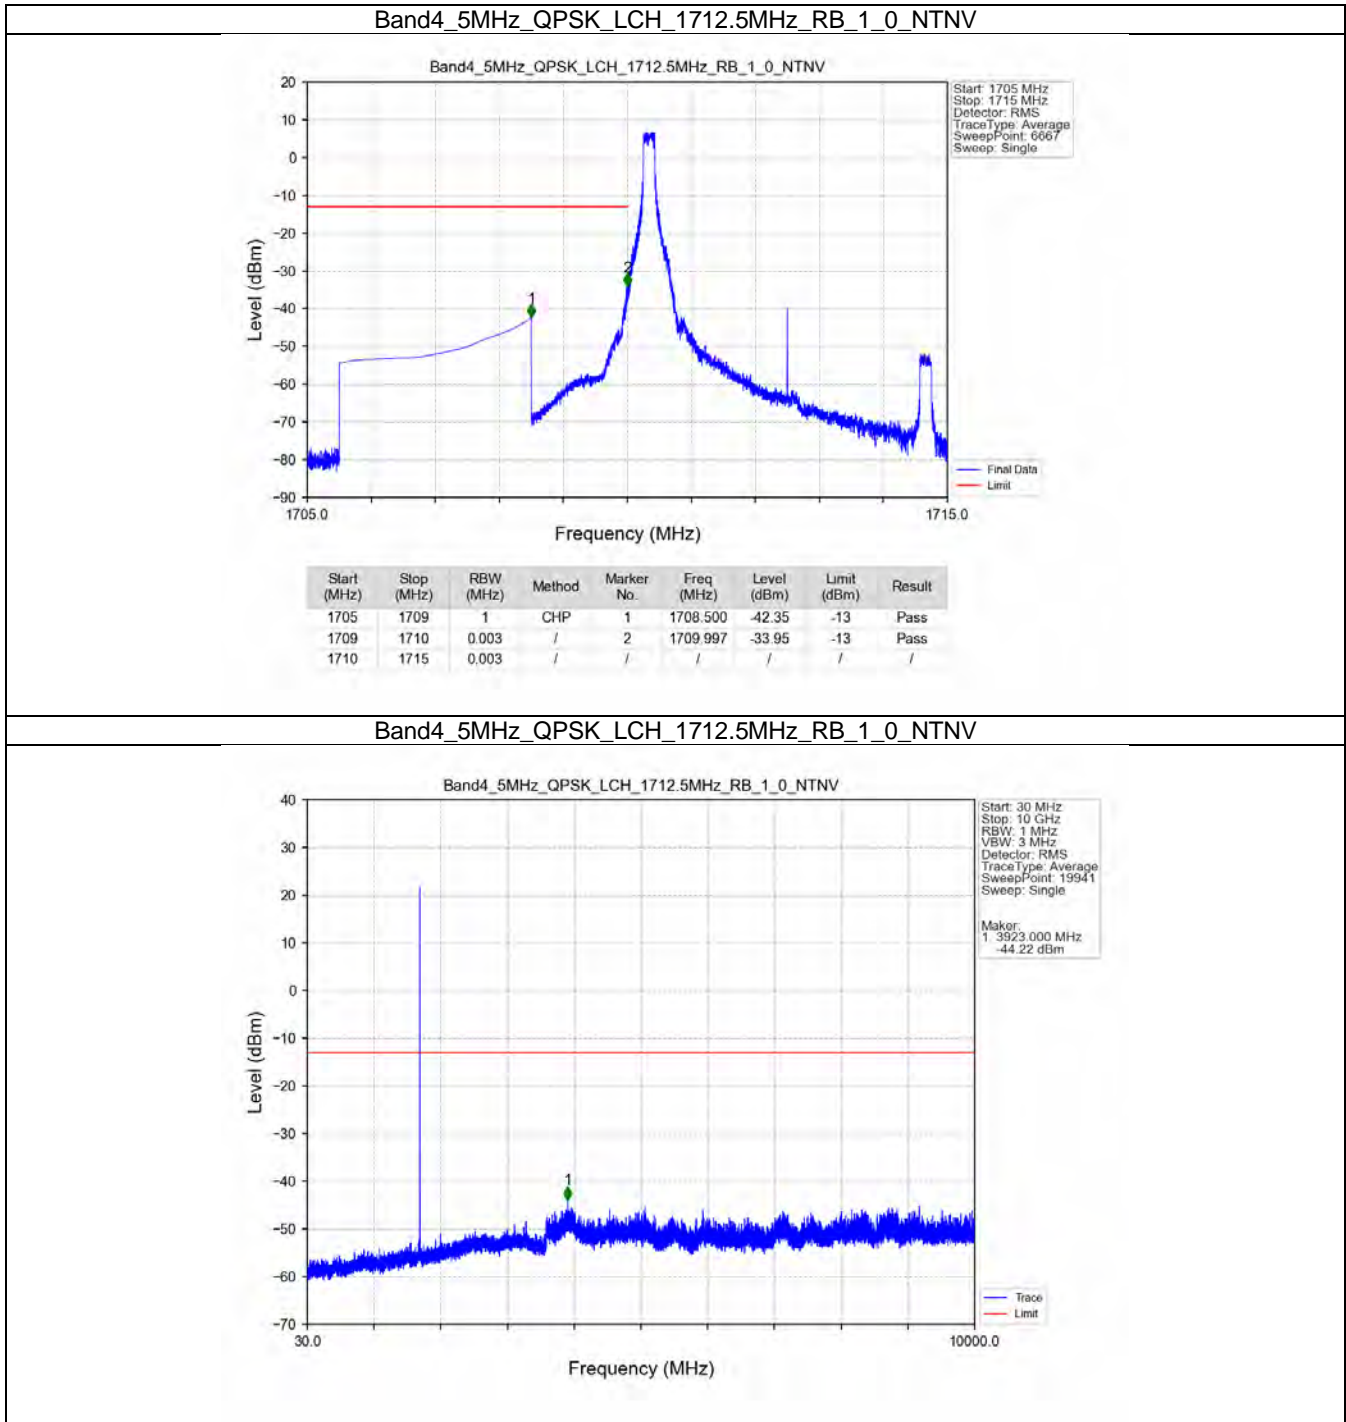 Band4_5MHz_QPSK_LCH_1712.5MHz_RB_1_0_NTNV
Band4_5MHz_QPSK_LCH_1712.5MHz_RB_1_0_NTNV
Start: 1705 MHz
Stop: 1715 MHz
Detector: RMS
TraceType: Average
SweepPoint: 6667
Sweep: Single
Level (dBm)
20
10
0
−10
−20
−30
−40
−50
−60
−70
−80
−90
1
2
Final Data
Limit
1705.0 1715.0
Frequency (MHz)
Start (MHz) Stop (MHz) RBW (MHz) Method Marker No. Freq (MHz) Level (dBm) Limit (dBm) Result
1705 1709 1 CHP 1 1708.500 -42.35 -13 Pass
1709 1710 0.003 / 2 1709.997 -33.95 -13 Pass
1710 1715 0.003 / / / / / /
Band4_5MHz_QPSK_LCH_1712.5MHz_RB_1_0_NTNV
Band4_5MHz_QPSK_LCH_1712.5MHz_RB_1_0_NTNV
Start: 30 MHz
Stop: 10 GHz
RBW: 1 MHz
VBW: 3 MHz
Detector: RMS
TraceType: Average
SweepPoint: 19941
Sweep: Single
Maker:
1 3923.000 MHz
-44.22 dBm
Level (dBm)
40
30
20
10
0
−10
−20
−30
−40
−50
−60
−70
1
Trace
Limit
30.0 10000.0
Frequency (MHz)